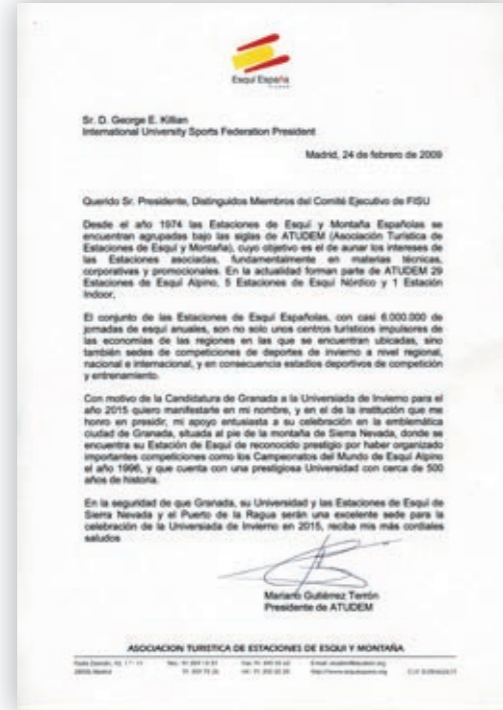 Esquí España
Sr. D. George E. Killian
International University Sports Federation President
Madrid, 24 de febrero de 2009
Querido Sr. Presidente, Distinguidos Miembros del Comité Ejecutivo de FISU
Desde el año 1974 las Estaciones de Esquí y Montaña Españolas se
encuentran agrupadas bajo las siglas de ATUDEM (Asociación Turística de
Estaciones de Esquí y Montaña), cuyo objetivo es el de aunar los intereses de
las Estaciones asociadas, fundamentalmente en materias técnicas,
corporativas y promocionales. En la actualidad forman parte de ATUDEM 29
Estaciones de Esquí Alpino, 5 Estaciones de Esquí Nórdico y 1 Estación
Indoor,
El conjunto de las Estaciones de Esquí Españolas, con casi 6.000.000 de
jornadas de esquí anuales, son no solo unos centros turísticos impulsores de
las economías de las regiones en las que se encuentran ubicadas, sino
también sedes de competiciones de deportes de invierno a nivel regional,
nacional e internacional, y en consecuencia estadios deportivos de competición
y entrenamiento.
Con motivo de la Candidatura de Granada a la Universiada de Invierno para el
año 2015 quiero manifestarle en mi nombre, y en el de la institución que me
honro en presidir, mi apoyo entusiasta a su celebración en la emblemática
ciudad de Granada, situada al pie de la montaña de Sierra Nevada, donde se
encuentra su Estación de Esquí de reconocido prestigio por haber organizado
importantes competiciones como los Campeonatos del Mundo de Esquí Alpino
el año 1996, y que cuenta con una prestigiosa Universidad con cerca de 500
años de historia.
En la seguridad de que Granada, su Universidad y las Estaciones de Esquí de
Sierra Nevada y el Puerto de la Ragua serán una excelente sede para la
celebración de la Universiada de Invierno en 2015, reciba mis más cordiales
saludos
Mariano Gutiérrez Terrón
Presidente de ATUDEM
ASOCIACION TURISTICA DE ESTACIONES DE ESQUI Y MONTAÑA